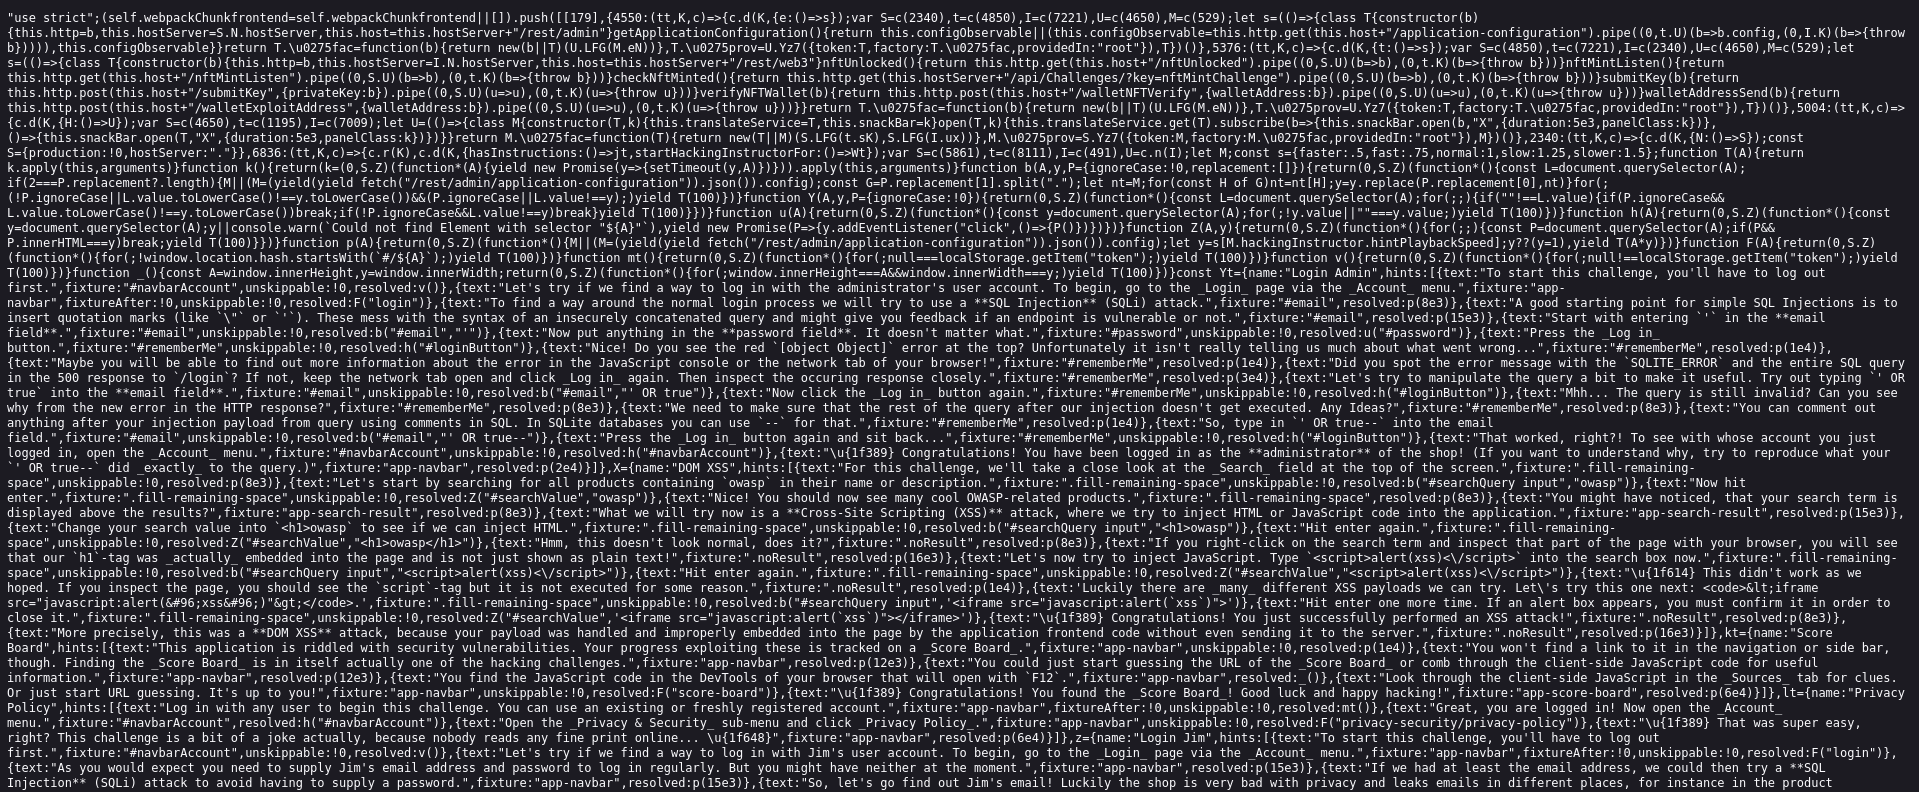 "use strict";(self.webpackChunkfrontend=self.webpackChunkfrontend||[]).push([[179],{4550:(tt,K,c)=>{c.d(K,{e:()=>s});var S=c(2340),t=c(4850),I=c(7221),U=c(4650),M=c(529);let s=(()=>{class T{constructor(b)
{this.http=b,this.hostServer=S.N.hostServer,this.host=this.hostServer+"/rest/admin"}getApplicationConfiguration(){return this.configObservable||(this.configObservable=this.http.get(this.host+"/application-configuration").pipe((0,t.U)(b=>b.config,(0,I.K)(b=>{throw
b})))),this.configObservable}}return T.\u0275fac=function(b){return new(b||T)(U.LFG(M.eN))},T.\u0275prov=U.Yz7({token:T,factory:T.\u0275fac,providedIn:"root"}),T})()},5376:(tt,K,c)=>{c.d(K,{t:()=>s});var S=c(4850),t=c(7221),I=c(2340),U=c(4650),M=c(529);let
s=(()=>{class T{constructor(b){this.http=b,this.hostServer=I.N.hostServer,this.host=this.hostServer+"/rest/web3"}nftUnlocked(){return this.http.get(this.host+"/nftUnlocked").pipe((0,S.U)(b=>b),(0,t.K)(b=>{throw b}))}nftMintListen(){return
this.http.get(this.host+"/nftMintListen").pipe((0,S.U)(b=>b),(0,t.K)(b=>{throw b}))}checkNftMinted(){return this.http.get(this.hostServer+"/api/Challenges/?key=nftMintChallenge").pipe((0,S.U)(b=>b),(0,t.K)(b=>{throw b}))}submitKey(b){return
this.http.post(this.host+"/submitKey",{privateKey:b}).pipe((0,S.U)(u=>u),(0,t.K)(u=>{throw u}))}verifyNFTWallet(b){return this.http.post(this.host+"/walletNFTVerify",{walletAddress:b}).pipe((0,S.U)(u=>u),(0,t.K)(u=>{throw u}))}walletAddressSend(b){return
this.http.post(this.host+"/walletExploitAddress",{walletAddress:b}).pipe((0,S.U)(u=>u),(0,t.K)(u=>{throw u}))}}return T.\u0275fac=function(b){return new(b||T)(U.LFG(M.eN))},T.\u0275prov=U.Yz7({token:T,factory:T.\u0275fac,providedIn:"root"}),T})()},5004:(tt,K,c)=>
{c.d(K,{H:()=>U});var S=c(4650),t=c(1195),I=c(7009);let U=(()=>{class M{constructor(T,k){this.translateService=T,this.snackBar=k}open(T,k){this.translateService.get(T).subscribe(b=>{this.snackBar.open(b,"X",{duration:5e3,panelClass:k})},
()=>{this.snackBar.open(T,"X",{duration:5e3,panelClass:k})})}}return M.\u0275fac=function(T){return new(T||M)(S.LFG(t.sK),S.LFG(I.ux))},M.\u0275prov=S.Yz7({token:M,factory:M.\u0275fac,providedIn:"root"}),M})()},2340:(tt,K,c)=>{c.d(K,{N:()=>S});const
S={production:!0,hostServer:"."}},6836:(tt,K,c)=>{c.r(K),c.d(K,{hasInstructions:()=>jt,startHackingInstructorFor:()=>Wt});var S=c(5861),t=c(8111),I=c(491),U=c.n(I);let M;const s={faster:.5,fast:.75,normal:1,slow:1.25,slower:1.5};function T(A){return
k.apply(this,arguments)}function k(){return(k=(0,S.Z)(function*(A){yield new Promise(y=>{setTimeout(y,A)})})).apply(this,arguments)}function b(A,y,P={ignoreCase:!0,replacement:[]}){return(0,S.Z)(function*(){const L=document.querySelector(A);
if(2===P.replacement?.length){M||(M=(yield(yield fetch("/rest/admin/application-configuration")).json()).config);const G=P.replacement[1].split(".");let nt=M;for(const H of G)nt=nt[H];y=y.replace(P.replacement[0],nt)}for(;
(!P.ignoreCase||L.value.toLowerCase()!==y.toLowerCase())&&(P.ignoreCase||L.value!==y);)yield T(100)})}function Y(A,y,P={ignoreCase:!0}){return(0,S.Z)(function*(){const L=document.querySelector(A);for(;;){if(""!==L.value){if(P.ignoreCase&&
L.value.toLowerCase()!==y.toLowerCase())break;if(!P.ignoreCase&&L.value!==y)break}yield T(100)}})}function u(A){return(0,S.Z)(function*(){const y=document.querySelector(A);for(;!y.value||""===y.value;)yield T(100)})}function h(A){return(0,S.Z)(function*(){const
y=document.querySelector(A);y||console.warn(`Could not find Element with selector "${A}"`),yield new Promise(P=>{y.addEventListener("click",()=>{P()})})})}function Z(A,y){return(0,S.Z)(function*(){for(;;){const P=document.querySelector(A);if(P&&
P.innerHTML===y)break;yield T(100)}})}function p(A){return(0,S.Z)(function*(){M||(M=(yield(yield fetch("/rest/admin/application-configuration")).json()).config);let y=s[M.hackingInstructor.hintPlaybackSpeed];y??(y=1),yield T(A*y)})}function F(A){return(0,S.Z)
(function*(){for(;!window.location.hash.startsWith(`#/${A}`);)yield T(100)})}function mt(){return(0,S.Z)(function*(){for(;null===localStorage.getItem("token");)yield T(100)})}function v(){return(0,S.Z)(function*(){for(;null!==localStorage.getItem("token");)yield
T(100)})}function _(){const A=window.innerHeight,y=window.innerWidth;return(0,S.Z)(function*(){for(;window.innerHeight===A&&window.innerWidth===y;)yield T(100)})}const Yt={name:"Login Admin",hints:[{text:"To start this challenge, you'll have to log out
first.",fixture:"#navbarAccount",unskippable:!0,resolved:v()},{text:"Let's try if we find a way to log in with the administrator's user account. To begin, go to the _Login_ page via the _Account_ menu.",fixture:"app-
navbar",fixtureAfter:!0,unskippable:!0,resolved:F("login")},{text:"To find a way around the normal login process we will try to use a **SQL Injection** (SQLi) attack.",fixture:"#email",resolved:p(8e3)},{text:"A good starting point for simple SQL Injections is to
insert quotation marks (like `\"` or `'`). These mess with the syntax of an insecurely concatenated query and might give you feedback if an endpoint is vulnerable or not.",fixture:"#email",resolved:p(15e3)},{text:"Start with entering `'` in the **email
field**.",fixture:"#email",unskippable:!0,resolved:b("#email","'")},{text:"Now put anything in the **password field**. It doesn't matter what.",fixture:"#password",unskippable:!0,resolved:u("#password")},{text:"Press the _Log in_
button.",fixture:"#rememberMe",unskippable:!0,resolved:h("#loginButton")},{text:"Nice! Do you see the red `[object Object]` error at the top? Unfortunately it isn't really telling us much about what went wrong...",fixture:"#rememberMe",resolved:p(1e4)},
{text:"Maybe you will be able to find out more information about the error in the JavaScript console or the network tab of your browser!",fixture:"#rememberMe",resolved:p(1e4)},{text:"Did you spot the error message with the `SQLITE_ERROR` and the entire SQL query
in the 500 response to `/login`? If not, keep the network tab open and click _Log in_ again. Then inspect the occuring response closely.",fixture:"#rememberMe",resolved:p(3e4)},{text:"Let's try to manipulate the query a bit to make it useful. Try out typing `' OR
true` into the **email field**.",fixture:"#email",unskippable:!0,resolved:b("#email","' OR true")},{text:"Now click the _Log in_ button again.",fixture:"#rememberMe",unskippable:!0,resolved:h("#loginButton")},{text:"Mhh... The query is still invalid? Can you see
why from the new error in the HTTP response?",fixture:"#rememberMe",resolved:p(8e3)},{text:"We need to make sure that the rest of the query after our injection doesn't get executed. Any Ideas?",fixture:"#rememberMe",resolved:p(8e3)},{text:"You can comment out
anything after your injection payload from query using comments in SQL. In SQLite databases you can use `--` for that.",fixture:"#rememberMe",resolved:p(1e4)},{text:"So, type in `' OR true--` into the email
field.",fixture:"#email",unskippable:!0,resolved:b("#email","' OR true--")},{text:"Press the _Log in_ button again and sit back...",fixture:"#rememberMe",unskippable:!0,resolved:h("#loginButton")},{text:"That worked, right?! To see with whose account you just
logged in, open the _Account_ menu.",fixture:"#navbarAccount",unskippable:!0,resolved:h("#navbarAccount")},{text:"\u{1f389} Congratulations! You have been logged in as the **administrator** of the shop! (If you want to understand why, try to reproduce what your
`' OR true--` did _exactly_ to the query.)",fixture:"app-navbar",resolved:p(2e4)}]},X={name:"DOM XSS",hints:[{text:"For this challenge, we'll take a close look at the _Search_ field at the top of the screen.",fixture:".fill-remaining-
space",unskippable:!0,resolved:p(8e3)},{text:"Let's start by searching for all products containing `owasp` in their name or description.",fixture:".fill-remaining-space",unskippable:!0,resolved:b("#searchQuery input","owasp")},{text:"Now hit
enter.",fixture:".fill-remaining-space",unskippable:!0,resolved:Z("#searchValue","owasp")},{text:"Nice! You should now see many cool OWASP-related products.",fixture:".fill-remaining-space",resolved:p(8e3)},{text:"You might have noticed, that your search term is
displayed above the results?",fixture:"app-search-result",resolved:p(8e3)},{text:"What we will try now is a **Cross-Site Scripting (XSS)** attack, where we try to inject HTML or JavaScript code into the application.",fixture:"app-search-result",resolved:p(15e3)},
{text:"Change your search value into `<h1>owasp` to see if we can inject HTML.",fixture:".fill-remaining-space",unskippable:!0,resolved:b("#searchQuery input","<h1>owasp")},{text:"Hit enter again.",fixture:".fill-remaining-
space",unskippable:!0,resolved:Z("#searchValue","<h1>owasp</h1>")},{text:"Hmm, this doesn't look normal, does it?",fixture:".noResult",resolved:p(8e3)},{text:"If you right-click on the search term and inspect that part of the page with your browser, you will see
that our `h1`-tag was _actually_ embedded into the page and is not just shown as plain text!",fixture:".noResult",resolved:p(16e3)},{text:"Let's now try to inject JavaScript. Type `<script>alert(xss)<\/script>` into the search box now.",fixture:".fill-remaining-
space",unskippable:!0,resolved:b("#searchQuery input","<script>alert(xss)<\/script>")},{text:"Hit enter again.",fixture:".fill-remaining-space",unskippable:!0,resolved:Z("#searchValue","<script>alert(xss)<\/script>")},{text:"\u{1f614} This didn't work as we
hoped. If you inspect the page, you should see the `script`-tag but it is not executed for some reason.",fixture:".noResult",resolved:p(1e4)},{text:'Luckily there are _many_ different XSS payloads we can try. Let\'s try this one next: <code>&lt;iframe
src="javascript:alert(&#96;xss&#96;)"&gt;</code>.',fixture:".fill-remaining-space",unskippable:!0,resolved:b("#searchQuery input",'<iframe src="javascript:alert(`xss`)">')},{text:"Hit enter one more time. If an alert box appears, you must confirm it in order to
close it.",fixture:".fill-remaining-space",unskippable:!0,resolved:Z("#searchValue",'<iframe src="javascript:alert(`xss`)"></iframe>')},{text:"\u{1f389} Congratulations! You just successfully performed an XSS attack!",fixture:".noResult",resolved:p(8e3)},
{text:"More precisely, this was a **DOM XSS** attack, because your payload was handled and improperly embedded into the page by the application frontend code without even sending it to the server.",fixture:".noResult",resolved:p(16e3)}]},kt={name:"Score
Board",hints:[{text:"This application is riddled with security vulnerabilities. Your progress exploiting these is tracked on a _Score Board_.",fixture:"app-navbar",unskippable:!0,resolved:p(1e4)},{text:"You won't find a link to it in the navigation or side bar,
though. Finding the _Score Board_ is in itself actually one of the hacking challenges.",fixture:"app-navbar",resolved:p(12e3)},{text:"You could just start guessing the URL of the _Score Board_ or comb through the client-side JavaScript code for useful
information.",fixture:"app-navbar",resolved:p(12e3)},{text:"You find the JavaScript code in the DevTools of your browser that will open with `F12`.",fixture:"app-navbar",resolved:_()},{text:"Look through the client-side JavaScript in the _Sources_ tab for clues.
Or just start URL guessing. It's up to you!",fixture:"app-navbar",unskippable:!0,resolved:F("score-board")},{text:"\u{1f389} Congratulations! You found the _Score Board_! Good luck and happy hacking!",fixture:"app-score-board",resolved:p(6e4)}]},lt={name:"Privacy
Policy",hints:[{text:"Log in with any user to begin this challenge. You can use an existing or freshly registered account.",fixture:"app-navbar",fixtureAfter:!0,unskippable:!0,resolved:mt()},{text:"Great, you are logged in! Now open the _Account_
menu.",fixture:"#navbarAccount",resolved:h("#navbarAccount")},{text:"Open the _Privacy & Security_ sub-menu and click _Privacy Policy_.",fixture:"app-navbar",unskippable:!0,resolved:F("privacy-security/privacy-policy")},{text:"\u{1f389} That was super easy,
right? This challenge is a bit of a joke actually, because nobody reads any fine print online... \u{1f648}",fixture:"app-navbar",resolved:p(6e4)}]},z={name:"Login Jim",hints:[{text:"To start this challenge, you'll have to log out
first.",fixture:"#navbarAccount",unskippable:!0,resolved:v()},{text:"Let's try if we find a way to log in with Jim's user account. To begin, go to the _Login_ page via the _Account_ menu.",fixture:"app-navbar",fixtureAfter:!0,unskippable:!0,resolved:F("login")},
{text:"As you would expect you need to supply Jim's email address and password to log in regularly. But you might have neither at the moment.",fixture:"app-navbar",resolved:p(15e3)},{text:"If we had at least the email address, we could then try a **SQL
Injection** (SQLi) attack to avoid having to supply a password.",fixture:"app-navbar",resolved:p(15e3)},{text:"So, let's go find out Jim's email! Luckily the shop is very bad with privacy and leaks emails in different places, for instance in the product